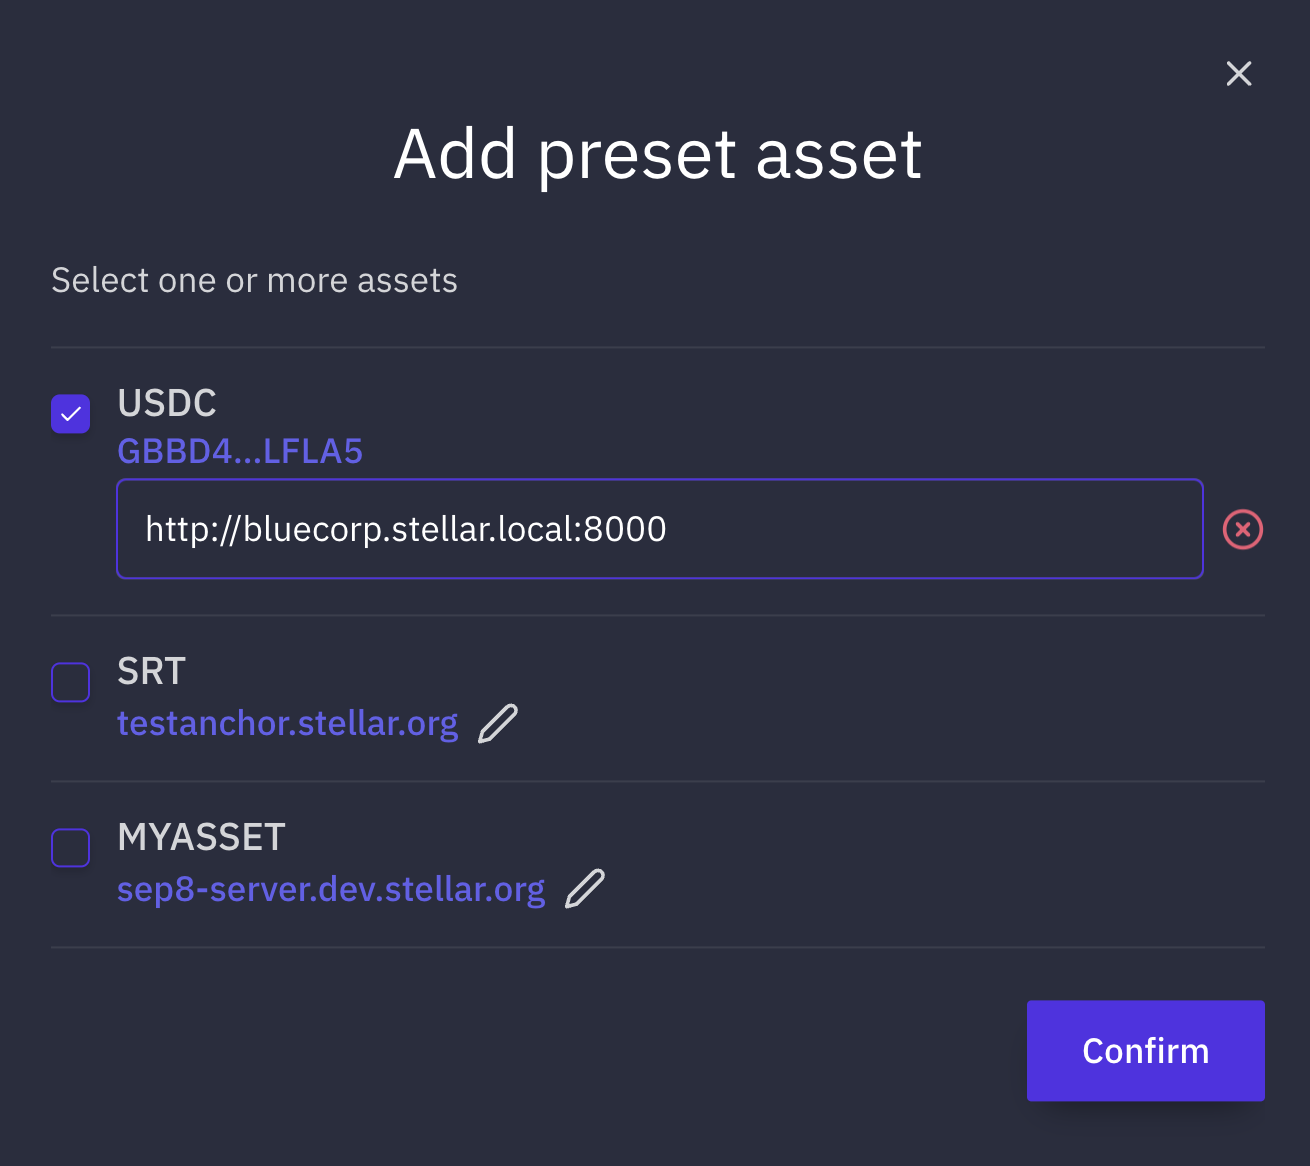 Add preset asset
Select one or more assets
USDC
GBBD4...LFLA5
http://bluecorp.stellar.local:8000
SRT
testanchor.stellar.org
MYASSET
sep8-server.dev.stellar.org
Confirm